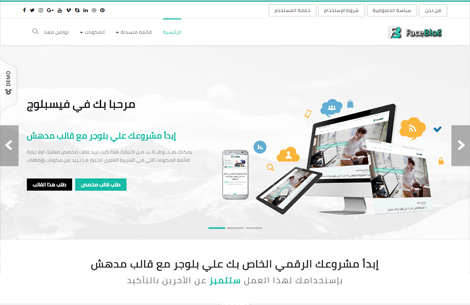 من نحن
سياسة الخصوصية
شروط الإستخدام
حماية المستخدم
FaceBlog
الرئيسية
قائمة منسدلة
المكونات
تواصل معنا
DEMO
مرحبا بك في فيسبلوج
إبدأ مشروعك علي بلوجر مع قالب مدهش
طلب قالب مخصص
طلب هذا القالب
إبدأ مشروعك الرقمي الخاص بك علي بلوجر مع قالب مدهش
بإستخدامك لهذا العمل ستتميز عن الآخرين بالتأكيد